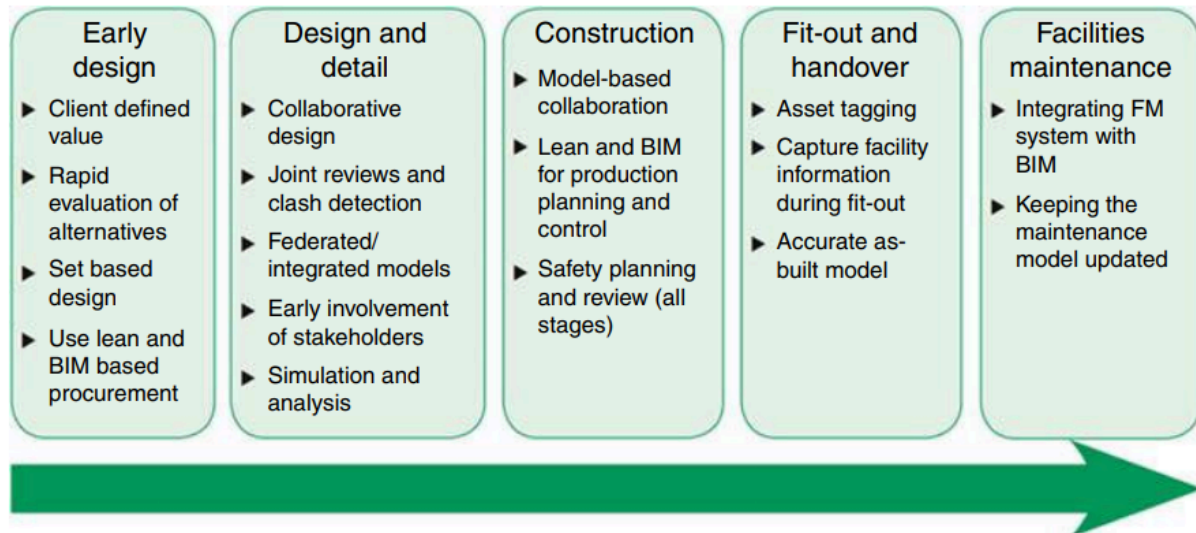 Early
design
▶ Client defined
value
▶ Rapid
evaluation of
alternatives
▶ Set based
design
▶ Use lean and
BIM based
procurement
Design and
detail
▶ Collaborative
design
▶ Joint reviews and
clash detection
▶ Federated/
integrated models
▶ Early involvement
of stakeholders
▶ Simulation and
analysis
Construction
▶ Model-based
collaboration
▶ Lean and BIM
for production
planning and
control
▶ Safety planning
and review (all
stages)
Fit-out and
handover
▶ Asset tagging
▶ Capture facility
information
during fit-out
▶ Accurate as-
built model
Facilities
maintenance
▶ Integrating FM
system with
BIM
▶ Keeping the
maintenance
model updated